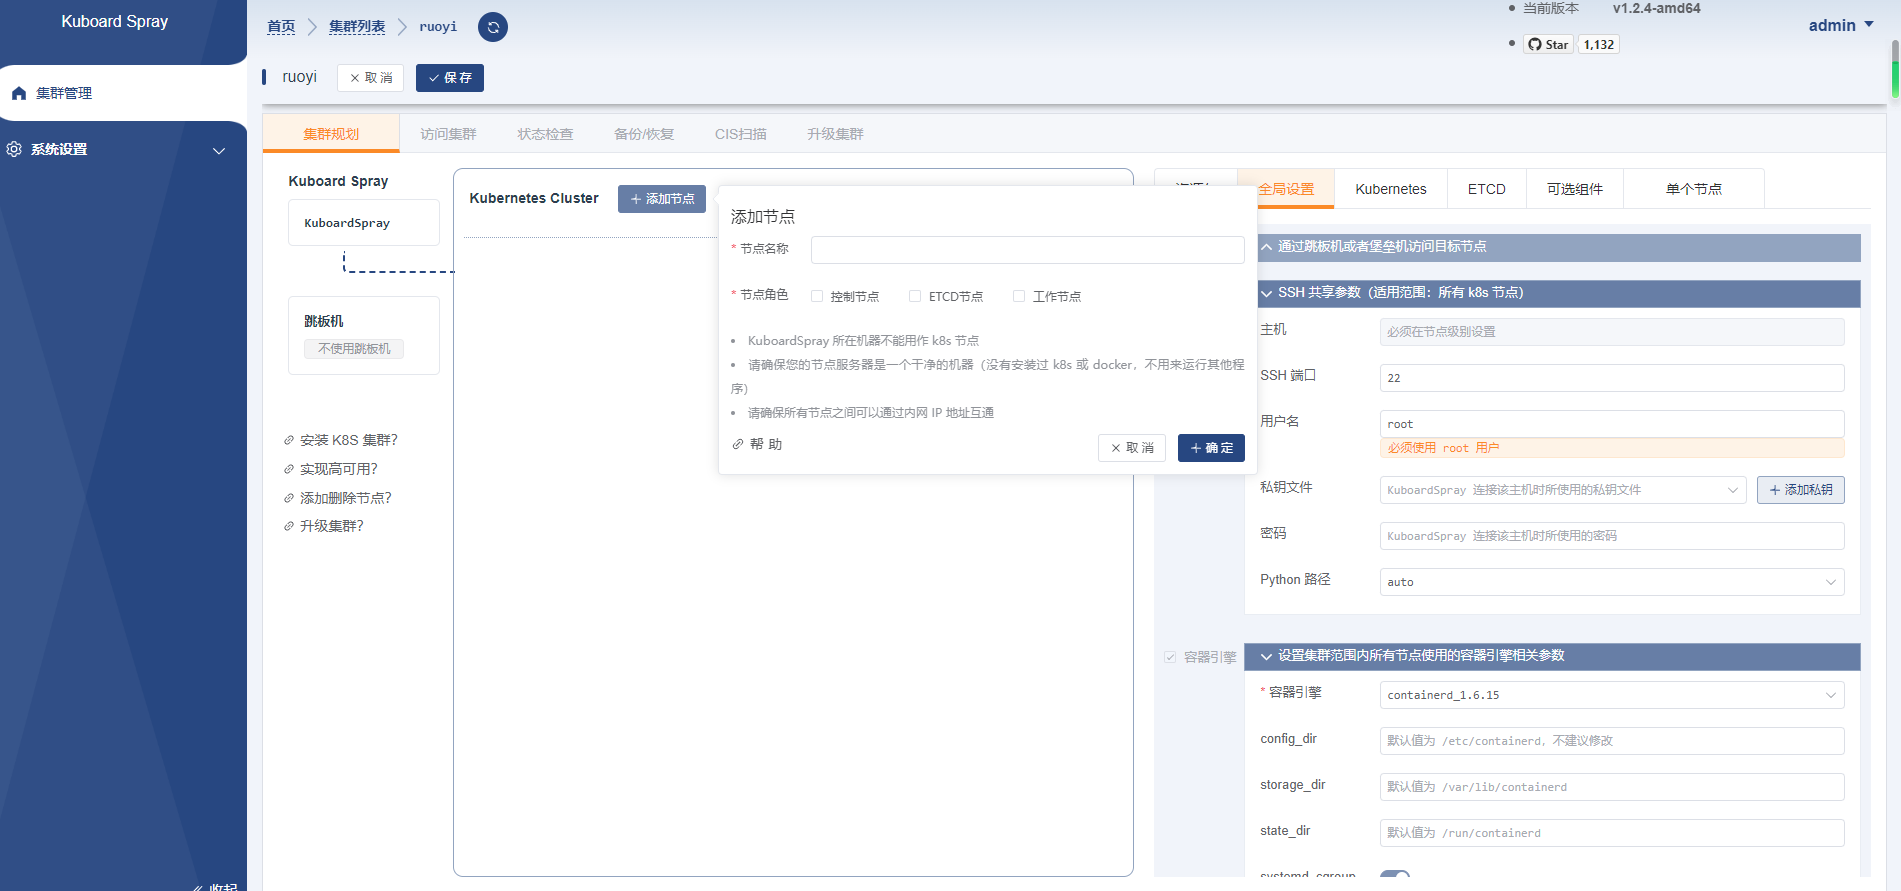 Kuboard Spray
集群管理
系统设置
收起
首页
集群列表
ruoyi
当前版本 v1.2.4-amd64
Star 1,132
admin
ruoyi
取 消
保 存
集群规划
访问集群
状态检查
备份/恢复
CIS扫描
升级集群
Kuboard Spray
KuboardSpray
跳板机
不使用跳板机
安装 K8S 集群?
实现高可用?
添加删除节点?
升级集群?
Kubernetes Cluster
添加节点
添加节点
* 节点名称
* 节点角色
控制节点
ETCD节点
工作节点
• KuboardSpray 所在机器不能用作 k8s 节点
• 请确保您的节点服务器是一个干净的机器（没有安装过 k8s 或 docker，不用来运行其他程
序）
• 请确保所有节点之间可以通过内网 IP 地址互通
帮 助
取 消
确 定
全局设置
Kubernetes
ETCD
可选组件
单个节点
通过跳板机或者堡垒机访问目标节点
SSH 共享参数（适用范围：所有 k8s 节点）
主机
必须在节点级别设置
SSH 端口
22
用户名
root
必须使用 root 用户
私钥文件
KuboardSpray 连接该主机时所使用的私钥文件
添加私钥
密码
KuboardSpray 连接该主机时所使用的密码
Python 路径
auto
容器引擎
设置集群范围内所有节点使用的容器引擎相关参数
* 容器引擎
containerd_1.6.15
config_dir
默认值为 /etc/containerd，不建议修改
storage_dir
默认值为 /var/lib/containerd
state_dir
默认值为 /run/containerd
systemd_cgroup